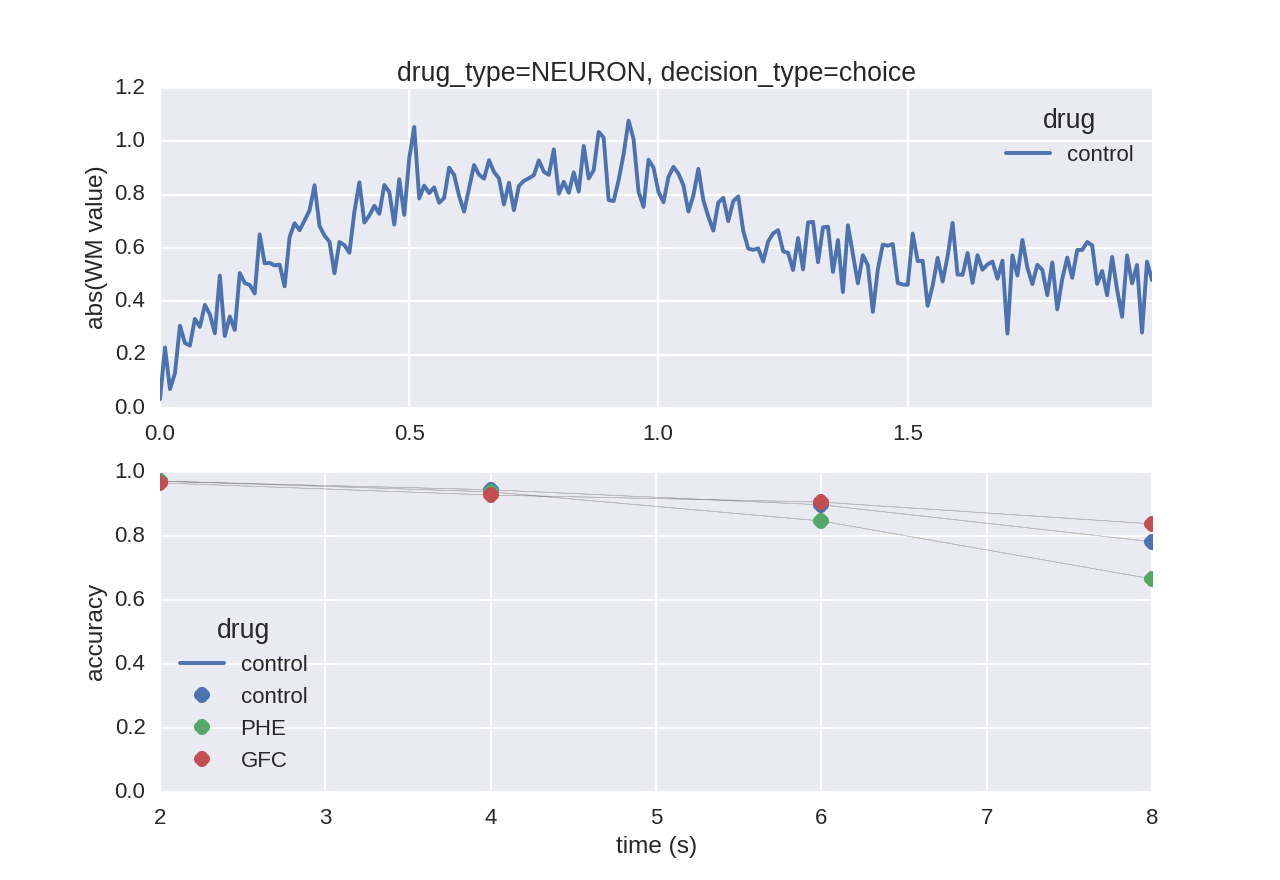 drug_type=NEURON, decision_type=choice
1.2
1.0
0.8
0.6
0.4
0.2
0.0
abs(WM value)
drug
control
0.0 0.5 1.0 1.5
1.0
0.8
0.6
0.4
0.2
0.0
accuracy
drug
control
control
PHE
GFC
2 3 4 5 6 7 8
time (s)